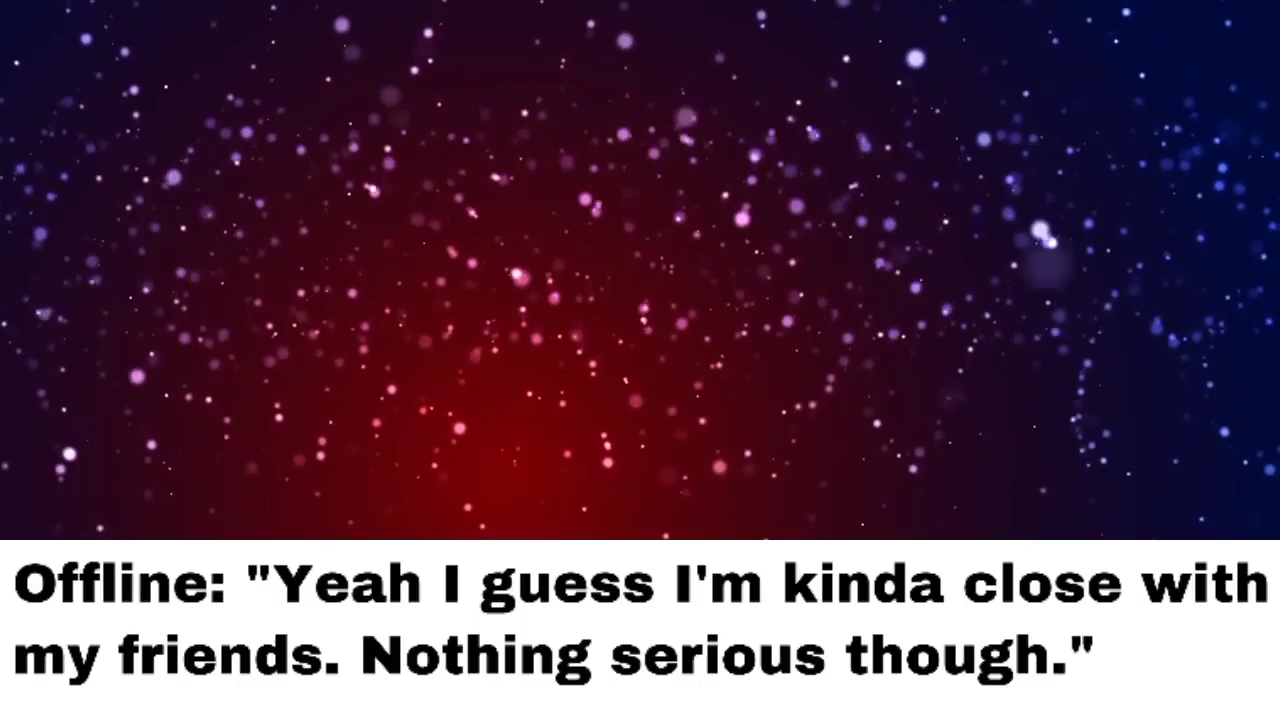 Offline: "Yeah I guess I'm kinda close with
my friends. Nothing serious though."